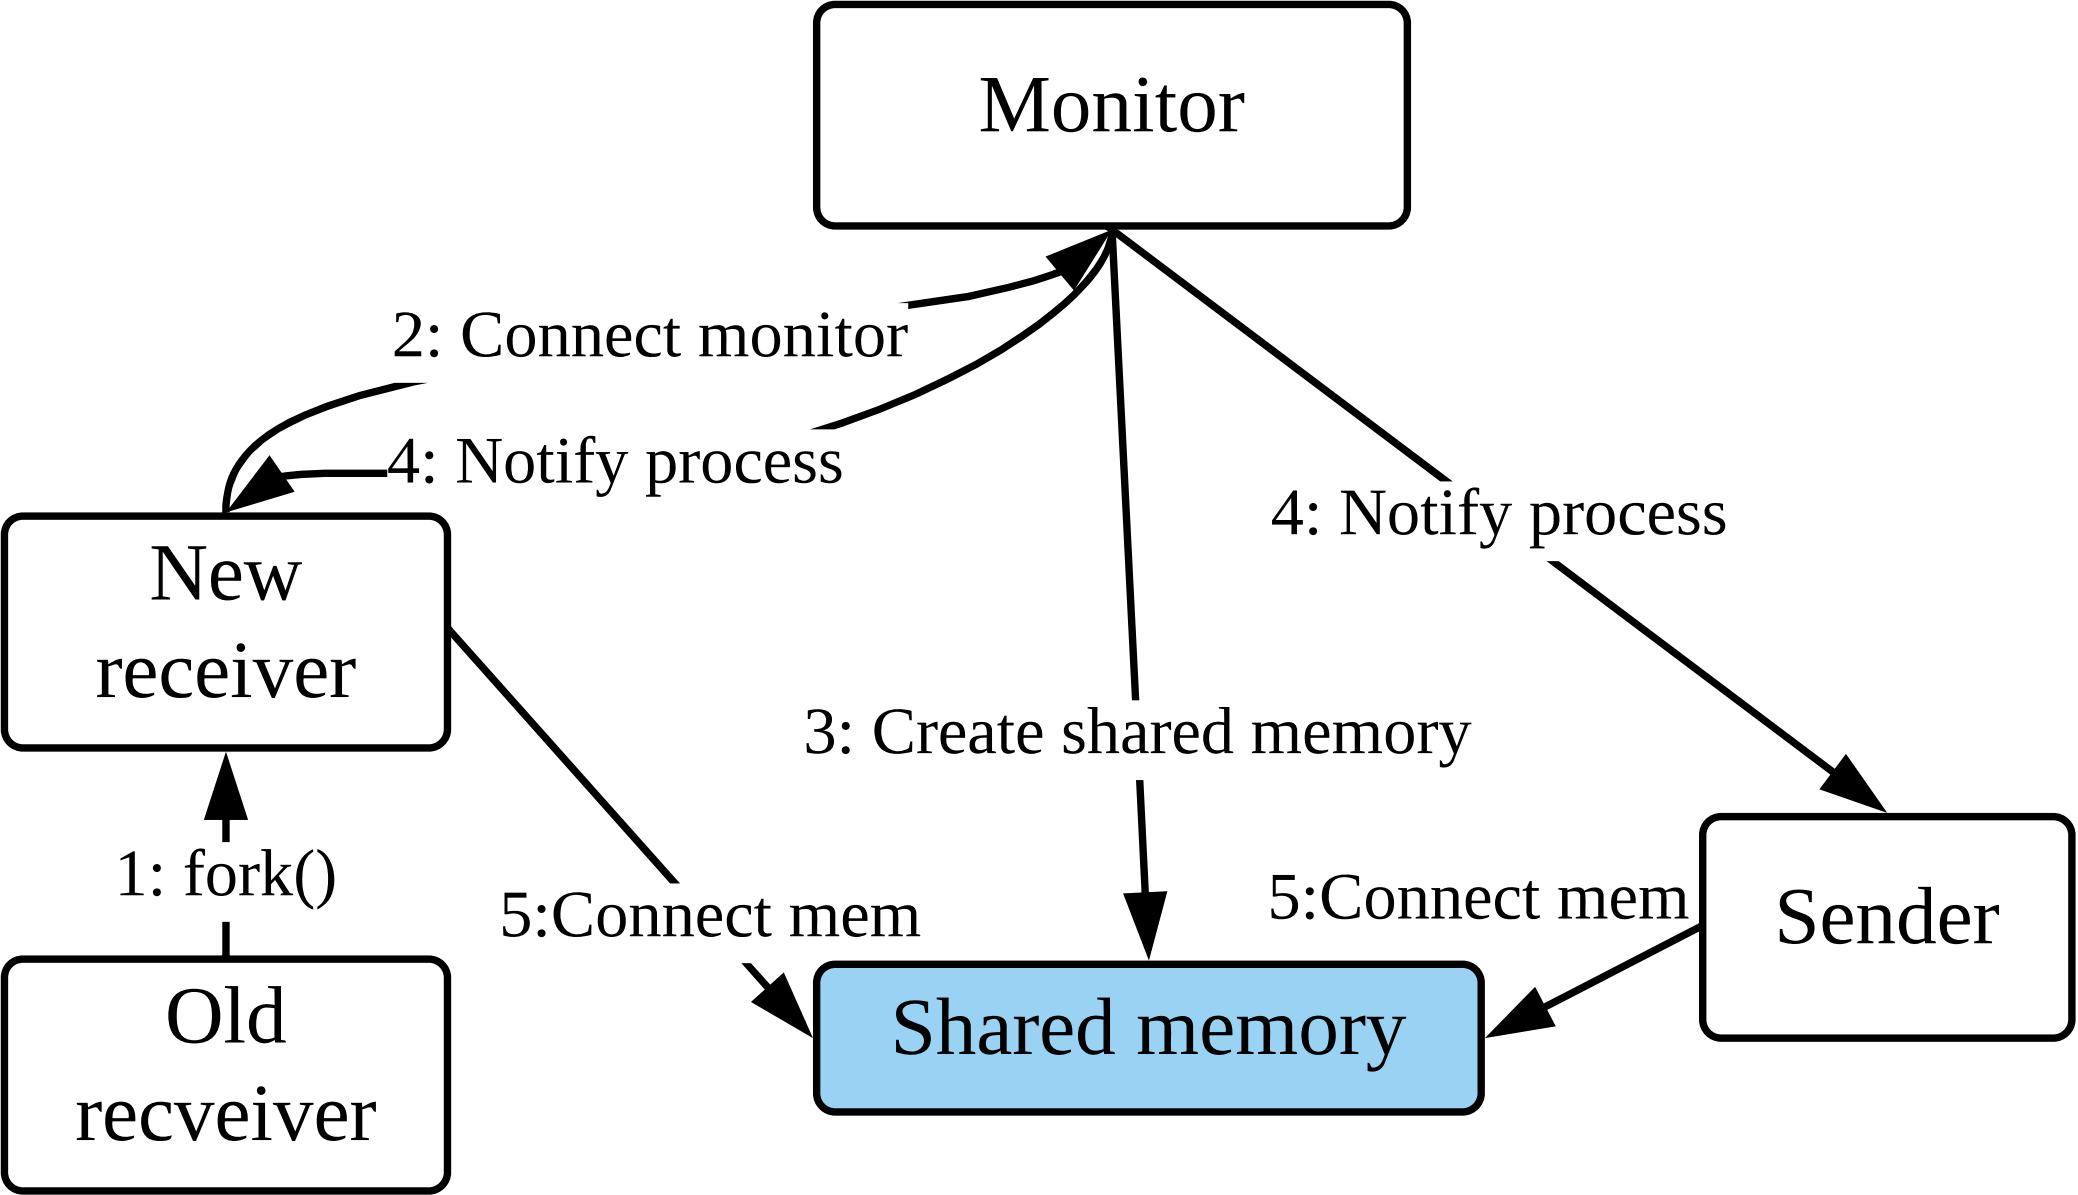 Monitor
2: Connect monitor
4: Notify process
4: Notify process
New
receiver
3: Create shared memory
1: fork()
5:Connect mem
5:Connect mem
Sender
Old
recveiver
Shared memory